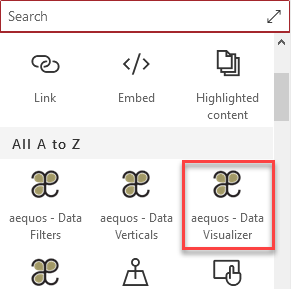 Search
Link
Embed
Highlighted
content
All A to Z
aequos - Data
Filters
aequos - Data
Verticals
aequos - Data
Visualizer